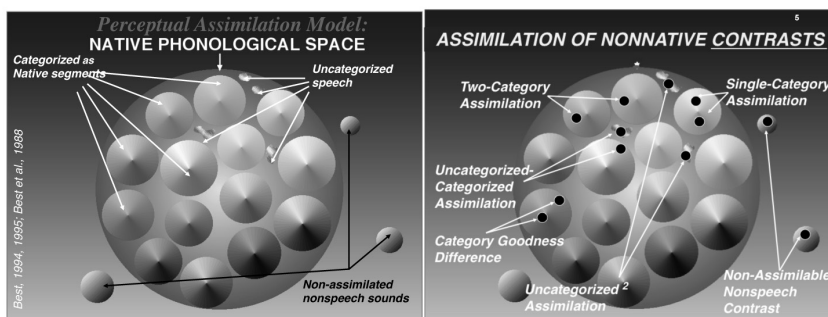 Perceptual Assimilation Model:
NATIVE PHONOLOGICAL SPACE
Categorized as
Native segments
Uncategorized
speech
Non-assimilated
nonspeech sounds
Best, 1994, 1995; Best et al., 1988
5
ASSIMILATION OF NONNATIVE CONTRASTS
*
Two-Category
Assimilation
Single-Category
Assimilation
Uncategorized-
Categorized
Assimilation
Category Goodness
Difference
Uncategorized 2
Assimilation
Non-Assimilable
Nonspeech
Contrast